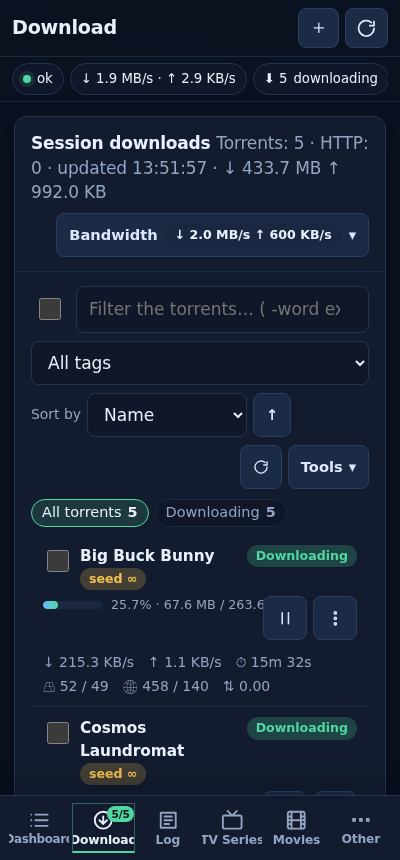 Download
+
ok
↓ 1.9 MB/s · ↑ 2.9 KB/s
⬇ 5 downloading
Session downloads Torrents: 5 · HTTP:
0 · updated 13:51:57 · ↓ 433.7 MB ↑
992.0 KB
Bandwidth ↓ 2.0 MB/s ↑ 600 KB/s ▾
Filter the torrents... ( -word ex
All tags
Sort by Name ↑
Tools ▾
All torrents 5 Downloading 5
Big Buck Bunny Downloading
seed ∞
25.7% · 67.6 MB / 263.6
↓ 215.3 KB/s ↑ 1.1 KB/s ⏱ 15m 32s
52 / 49 458 / 140 ⇅ 0.00
Cosmos Downloading
Laundromat
seed ∞
5/5
Dashboard Download Log TV Series Movies Other